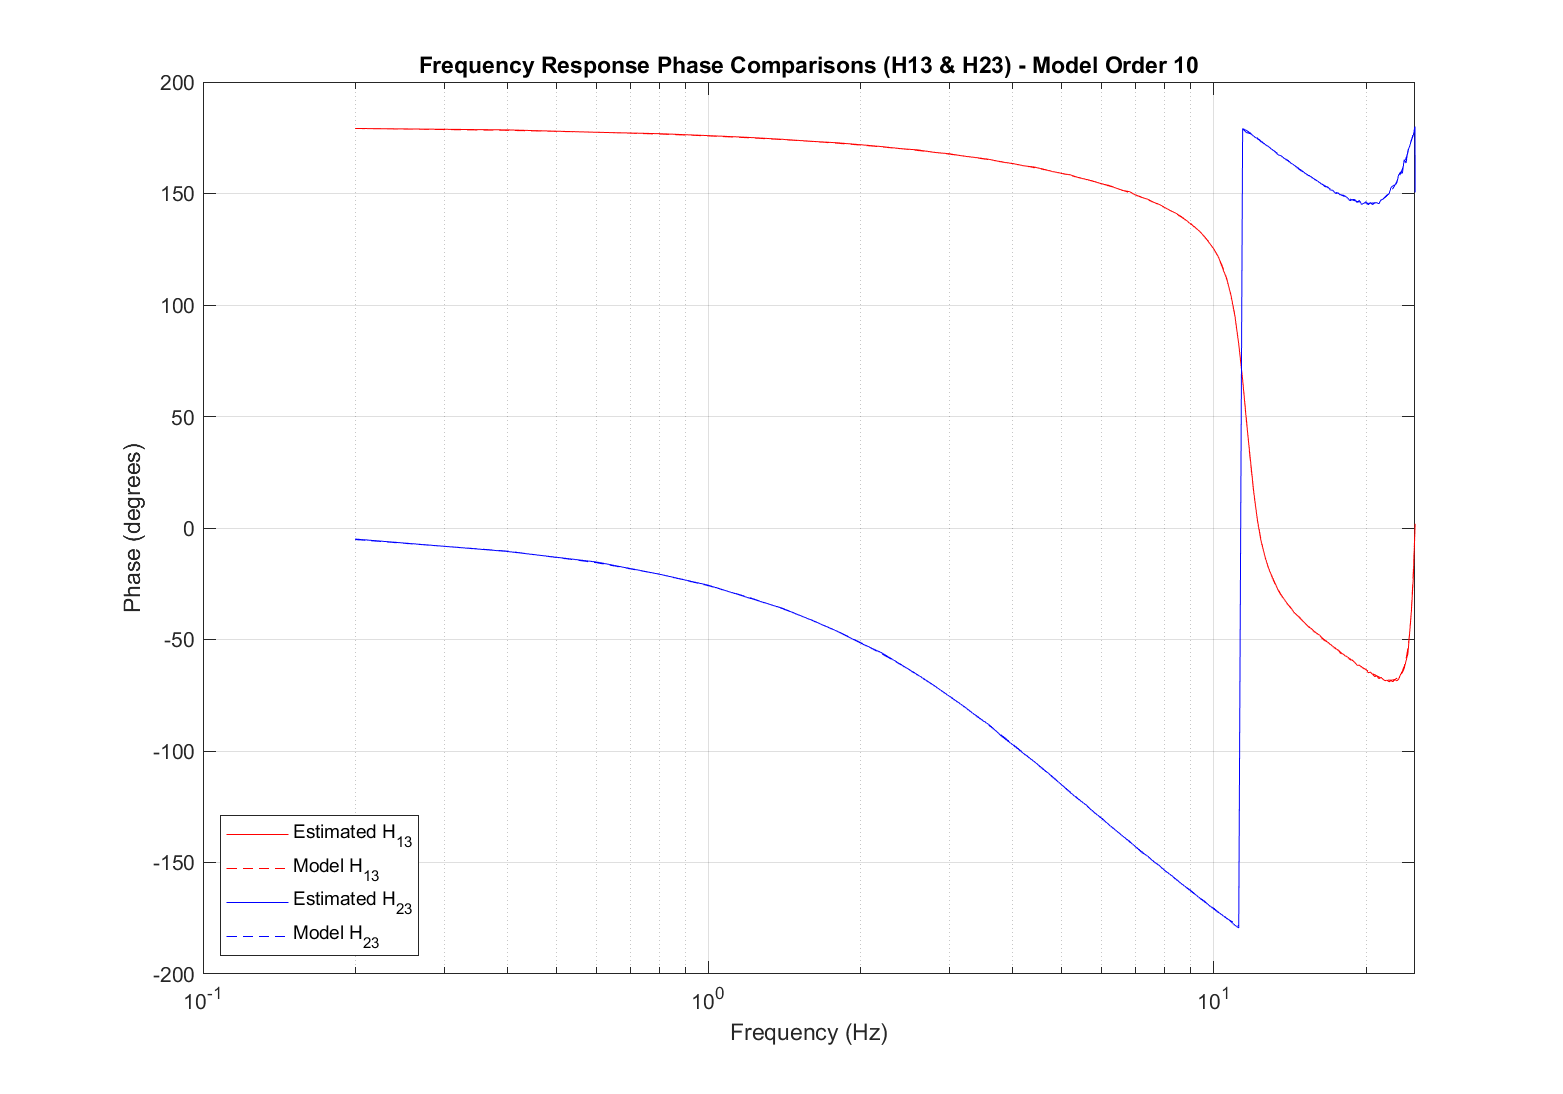 Frequency Response Phase Comparisons (H13 & H23) - Model Order 10
200
150
100
50
0
-50
-100
-150
-200
Phase (degrees)
Estimated H13
Model H13
Estimated H23
Model H23
10-1
100
101
Frequency (Hz)